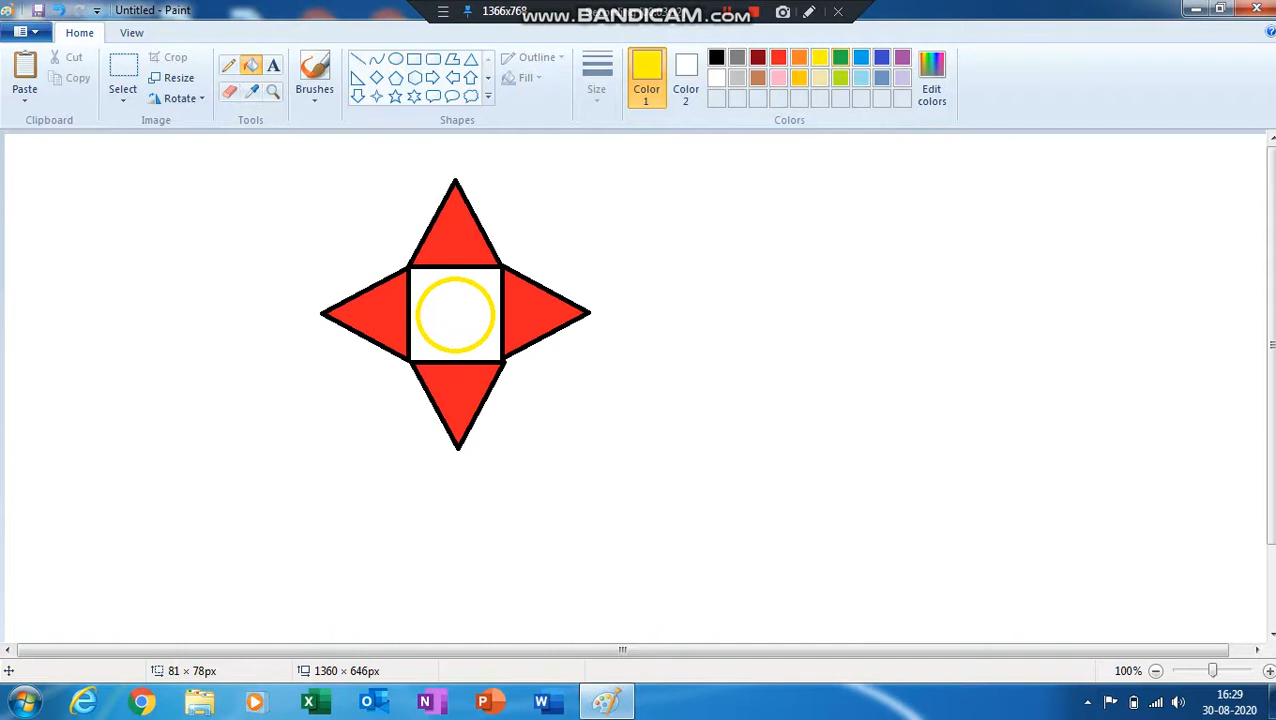 Untitled - Paint
1366x768
www.BANDICAM.com
Home
View
Paste
Cut
Copy
Clipboard
Select
Crop
Resize
Rotate
Image
A
Tools
Brushes
Outline
Fill
Shapes
Size
Color 1
Color 2
Edit colors
Colors
81 × 78px
1360 × 646px
100%
16:29
30-08-2020